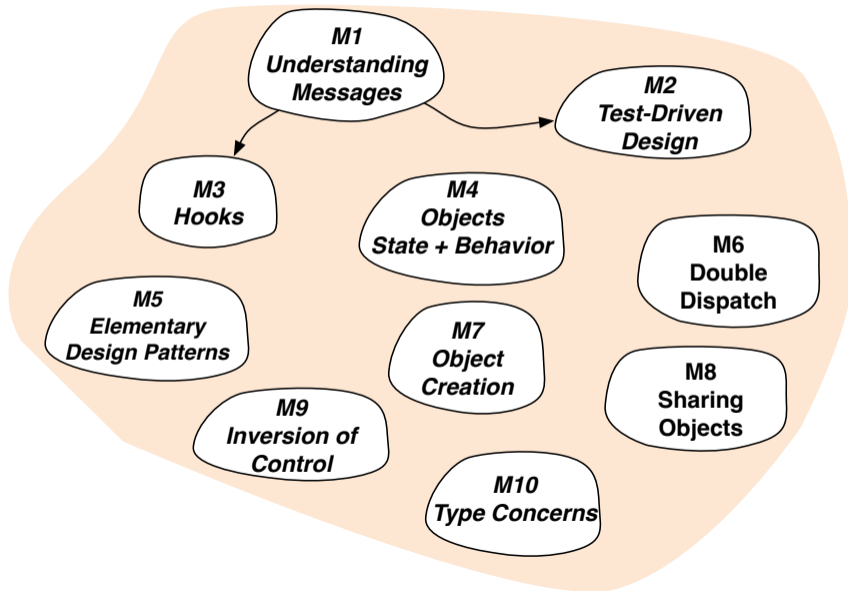 M1
Understanding
Messages
M2
Test-Driven
Design
M3
Hooks
M4
Objects
State + Behavior
M6
Double
Dispatch
M5
Elementary
Design Patterns
M7
Object
Creation
M8
Sharing
Objects
M9
Inversion of
Control
M10
Type Concerns